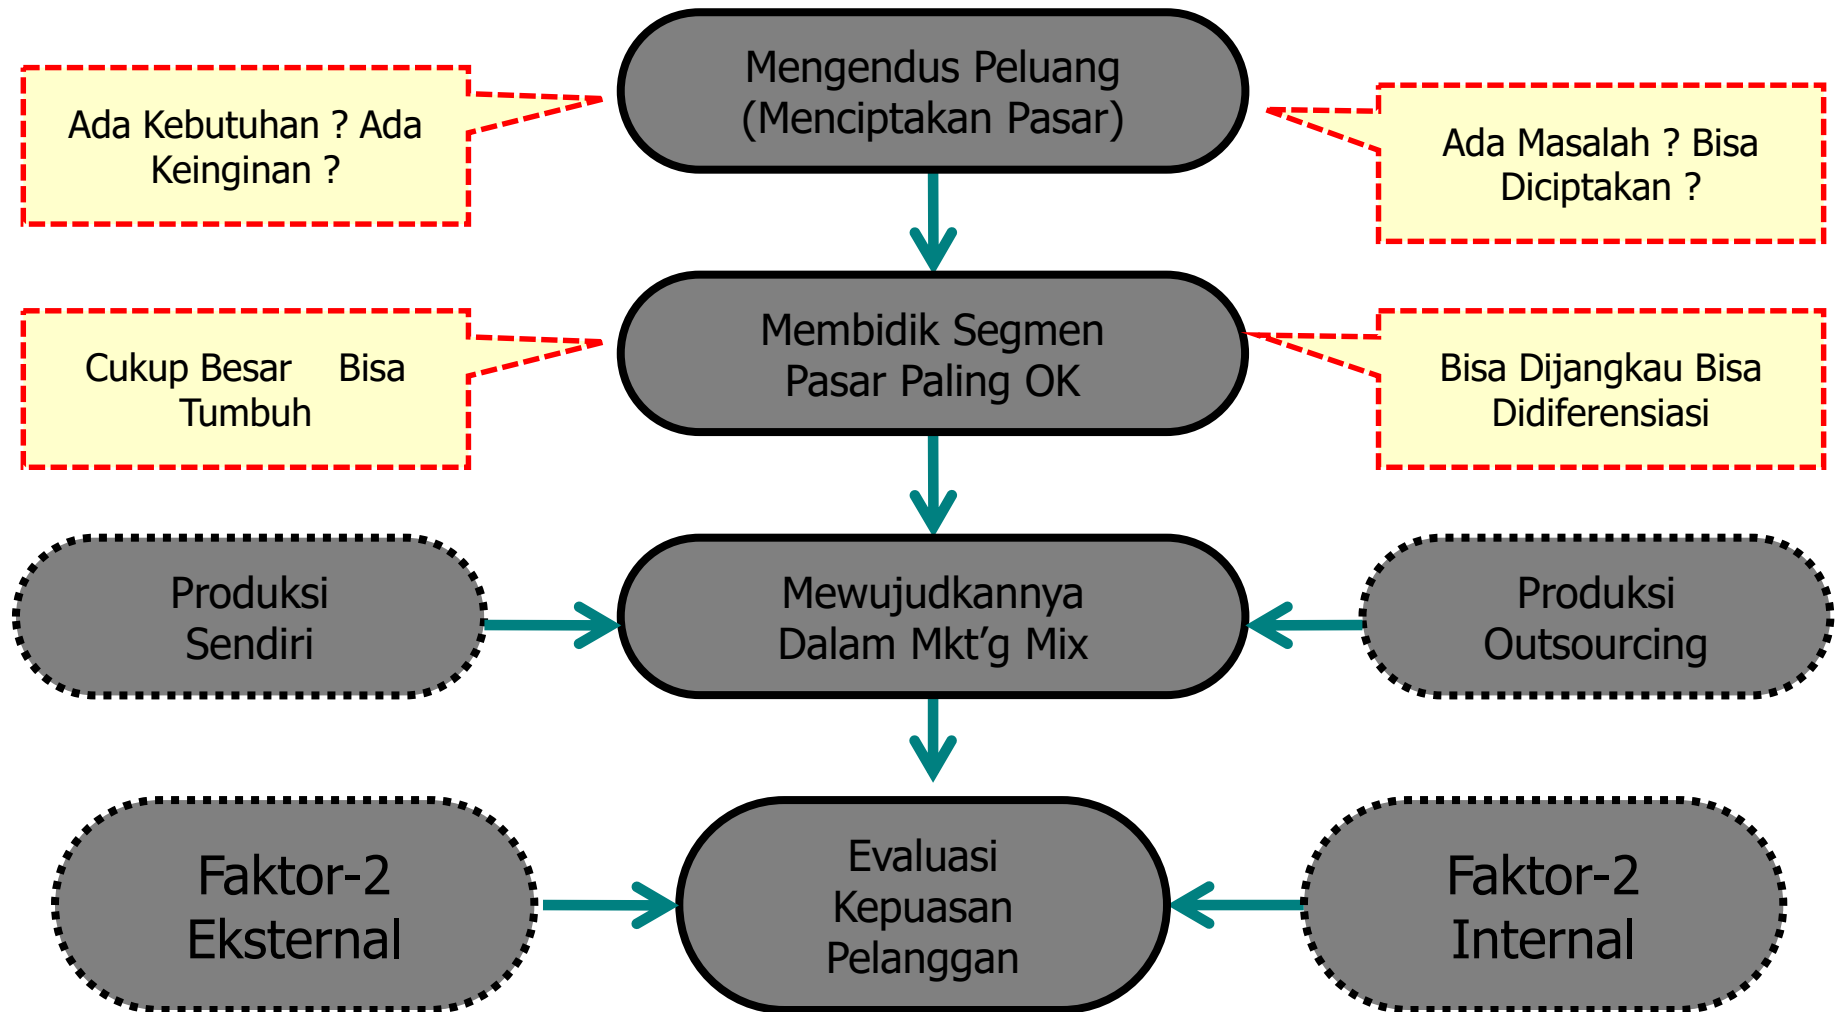 Mengendus Peluang
(Menciptakan Pasar)
Ada Kebutuhan ? Ada
Keinginan ?
Ada Masalah ? Bisa
Diciptakan ?
Membidik Segmen
Pasar Paling OK
Cukup Besar Bisa
Tumbuh
Bisa Dijangkau Bisa
Didiferensiasi
Produksi
Sendiri
Mewujudkannya
Dalam Mkt’g Mix
Produksi
Outsourcing
Faktor-2
Eksternal
Evaluasi
Kepuasan
Pelanggan
Faktor-2
Internal